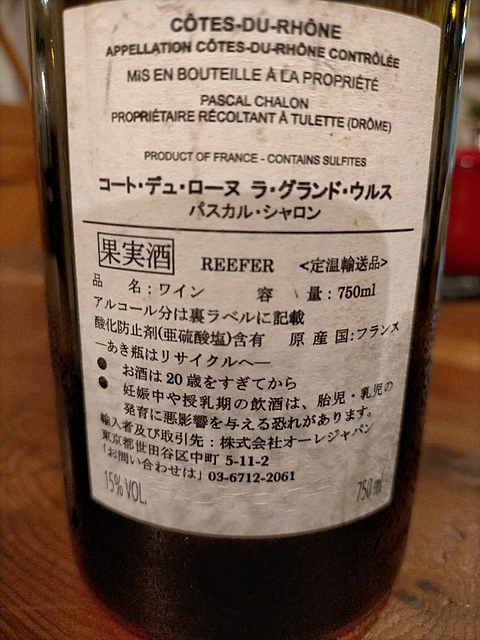 CÔTES-DU-RHÔNE
APPELLATION CÔTES-DU-RHÔNE CONTRÔLÉE
MIS EN BOUTEILLE À LA PROPRIÉTÉ
PASCAL CHALON
PROPRIÉTAIRE RÉCOLTANT À TULETTE (DRÔME)
PRODUCT OF FRANCE - CONTAINS SULFITES
コート・デュ・ローヌ ラ・グランド・ウルス
パスカル・シャロン
果実酒 REEFER <定温輸送品>
品 名:ワイン 容 量:750ml
アルコール分は裏ラベルに記載
酸化防止剤(亜硫酸塩)含有 原産国:フランス
―あき瓶はリサイクルへ―
● お酒は20歳をすぎてから
● 妊娠中や授乳期の飲酒は、胎児・乳児の
発育に悪影響を与える恐れがあります。
輸入者及び取引先:株式会社オーレジャパン
東京都世田谷区中町 5-11-2
「お問い合わせは」03-6712-2061
15% VOL. 750 ml